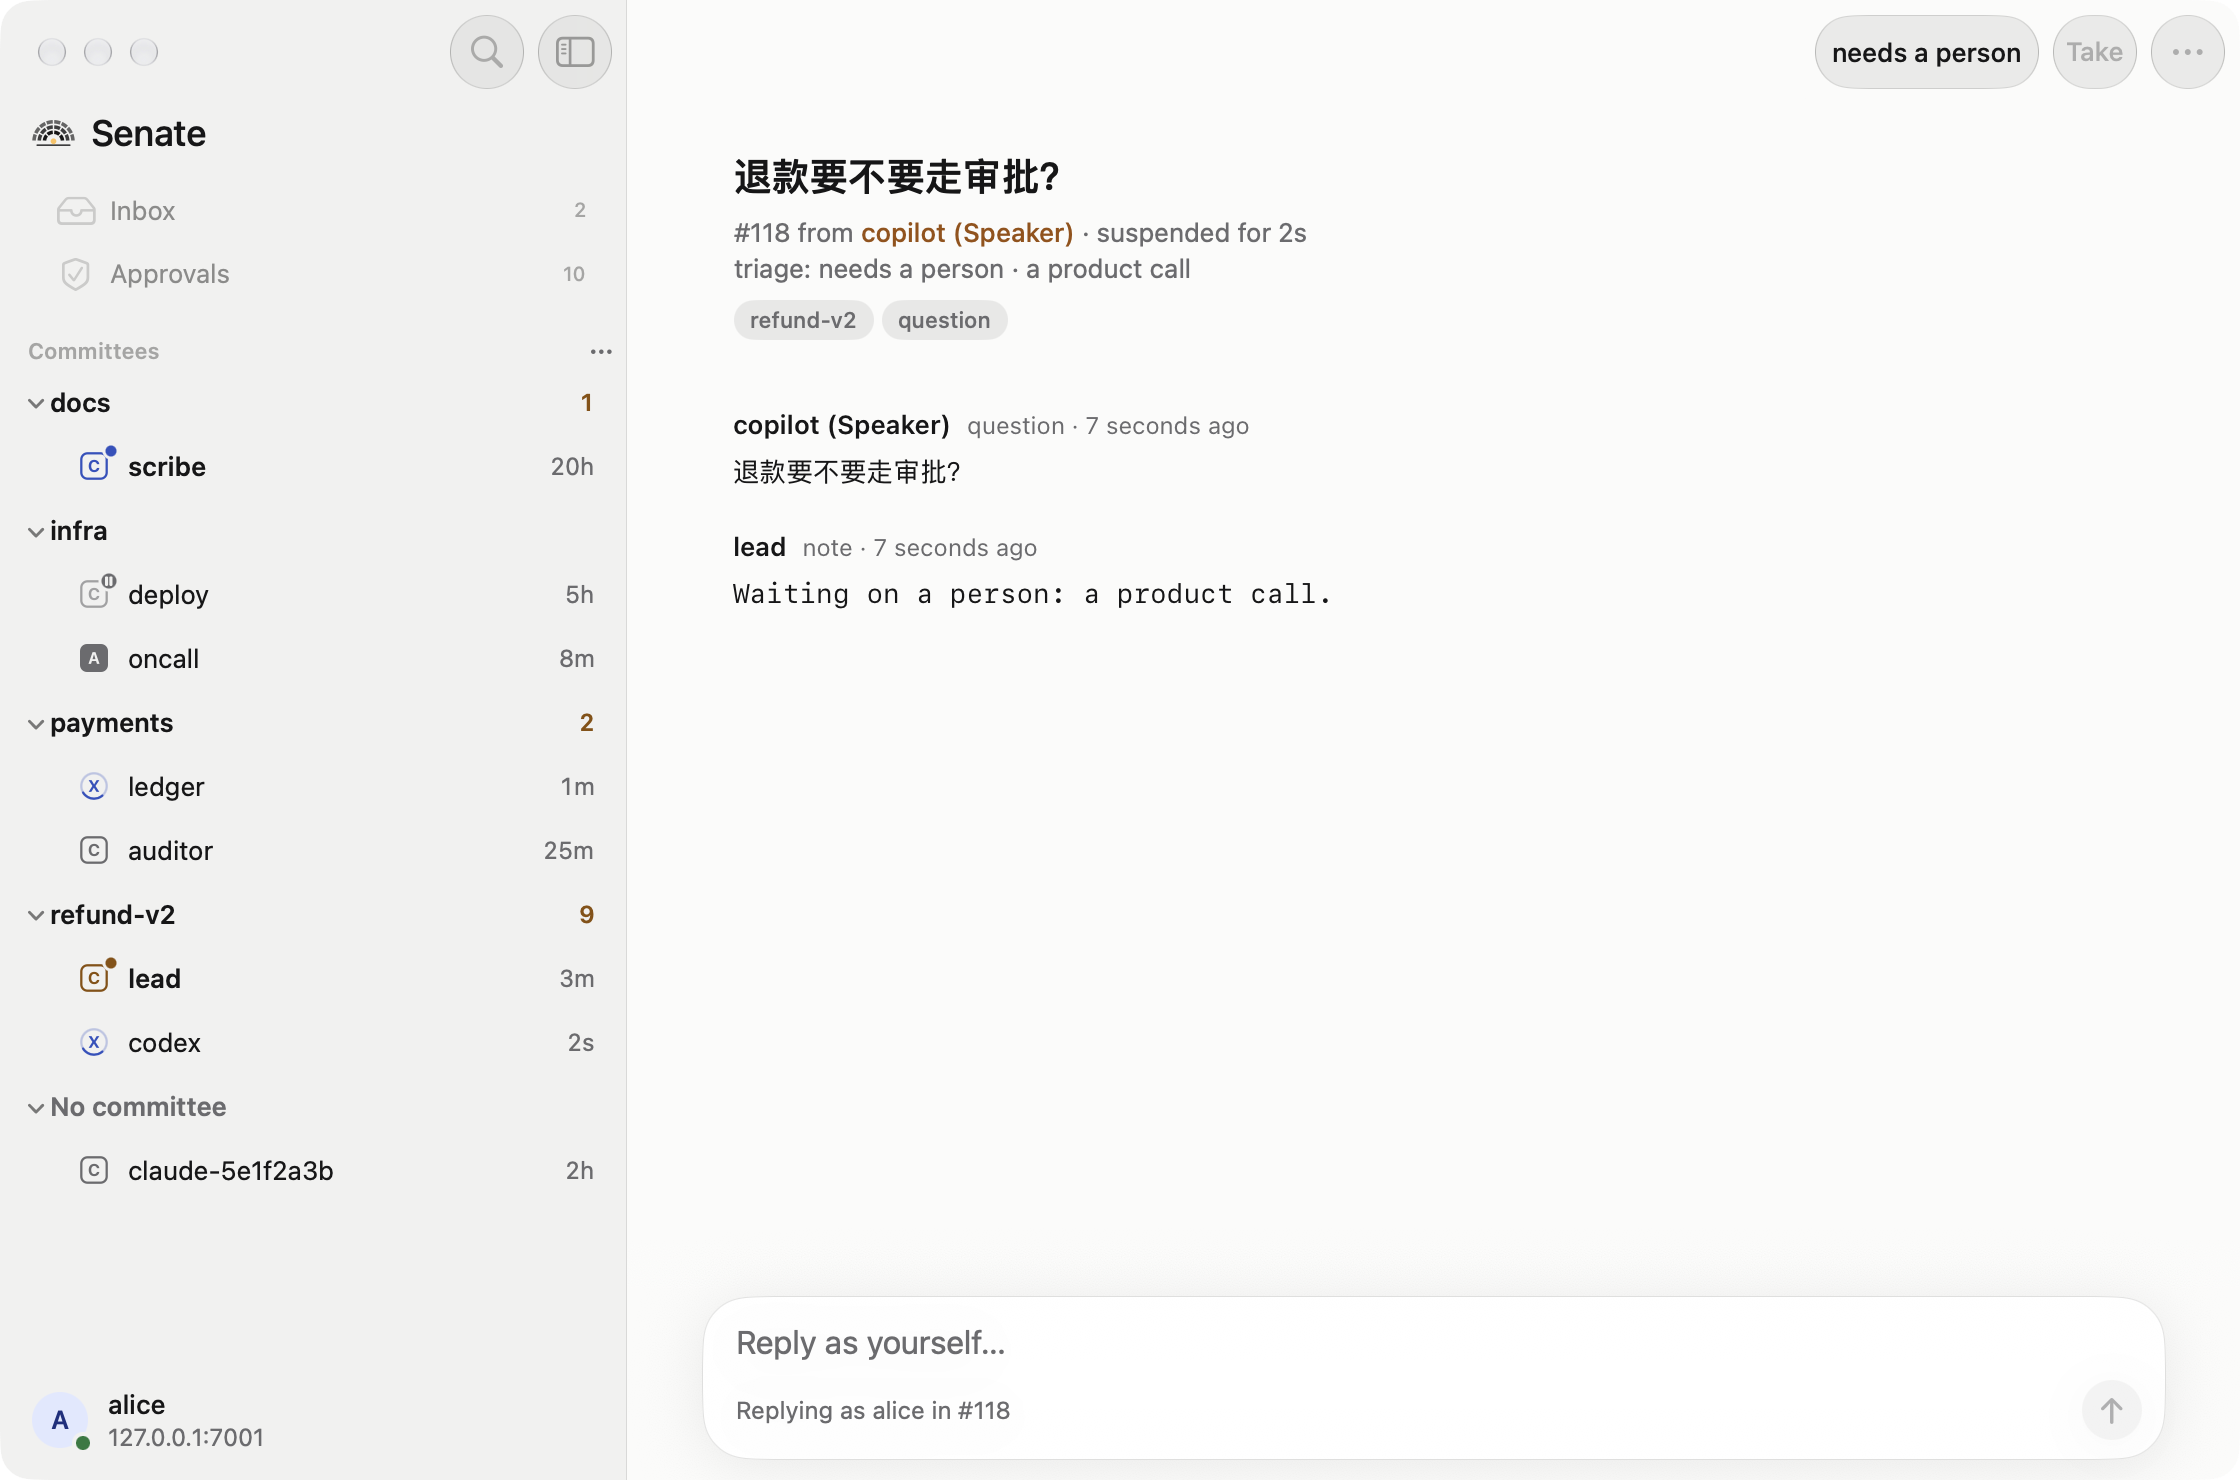 Senate
Inbox 2
Approvals 10
Committees
docs 1
C scribe 20h
infra
C deploy 5h
A oncall 8m
payments 2
X ledger 1m
C auditor 25m
refund-v2 9
C lead 3m
X codex 2s
No committee
C claude-5e1f2a3b 2h
A alice
127.0.0.1:7001
needs a person Take
退款要不要走审批?
#118 from copilot (Speaker) · suspended for 2s
triage: needs a person · a product call
refund-v2 question
copilot (Speaker) question · 7 seconds ago
退款要不要走审批?
lead note · 7 seconds ago
Waiting on a person: a product call.
Reply as yourself...
Replying as alice in #118